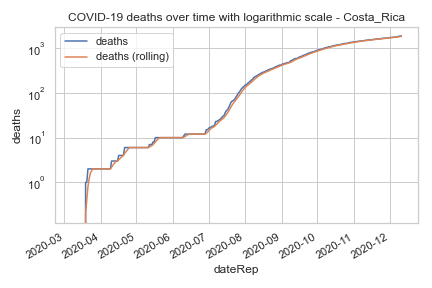 COVID-19 deaths over time with logarithmic scale - Costa_Rica
deaths
deaths (rolling)
10³
10²
10¹
10⁰
deaths
2020-03
2020-04
2020-05
2020-06
2020-07
2020-08
2020-09
2020-10
2020-11
2020-12
dateRep